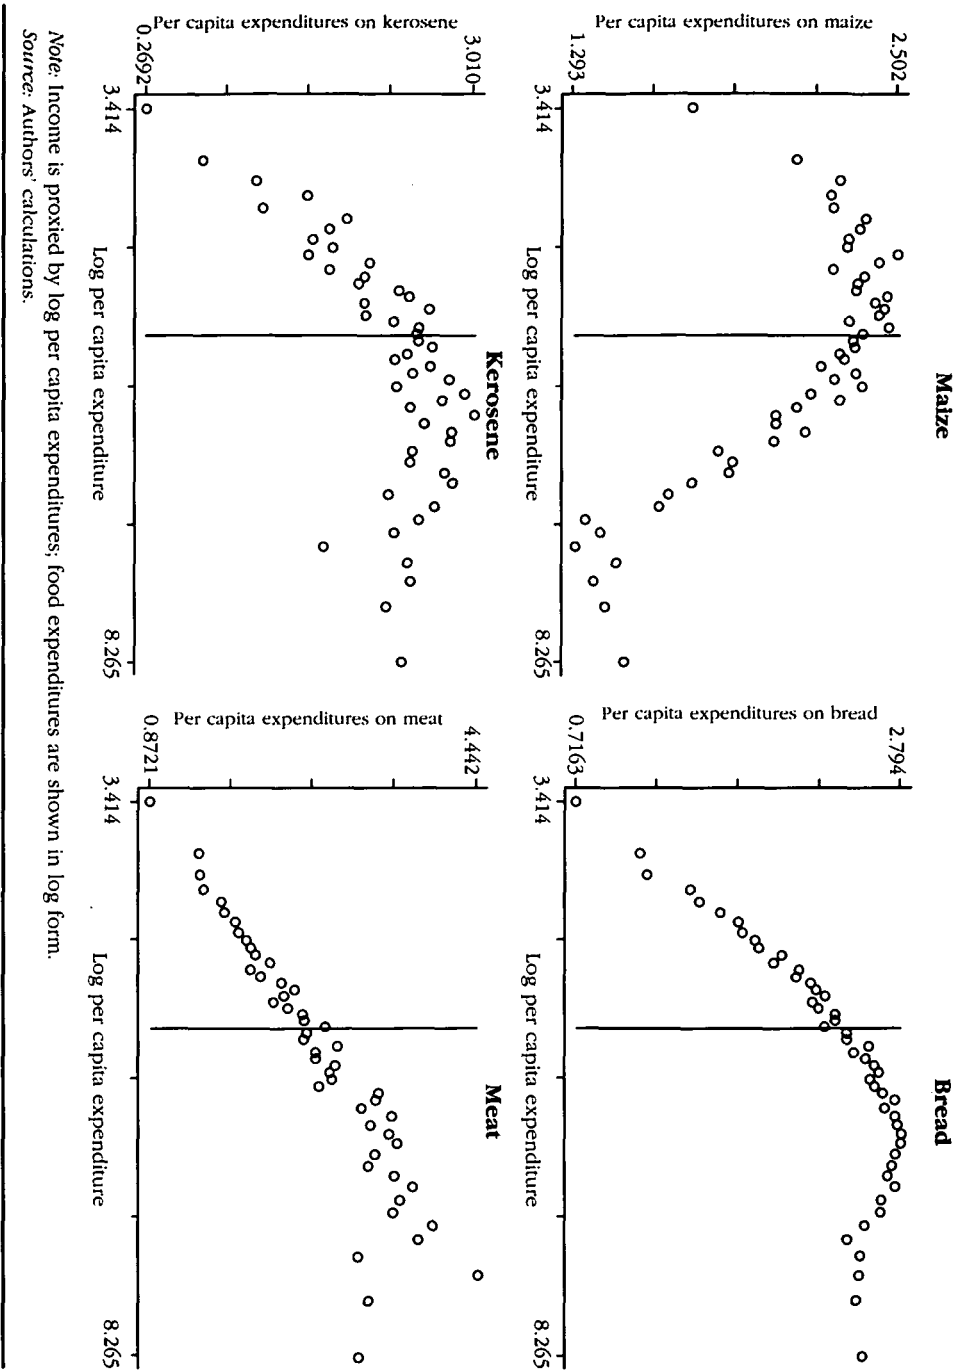 Maize
Per capita expenditures on maize
2.502
1.293
3.414
Log per capita expenditure
8.265
Bread
Per capita expenditures on bread
2.794
0.7163
3.414
Log per capita expenditure
8.265
Kerosene
Per capita expenditures on kerosene
3.010
0.2692
3.414
Log per capita expenditure
8.265
Meat
Per capita expenditures on meat
4.442
0.8721
3.414
Log per capita expenditure
8.265
Note: Income is proxied by log per capita expenditures; food expenditures are shown in log form.
Source: Authors' calculations.